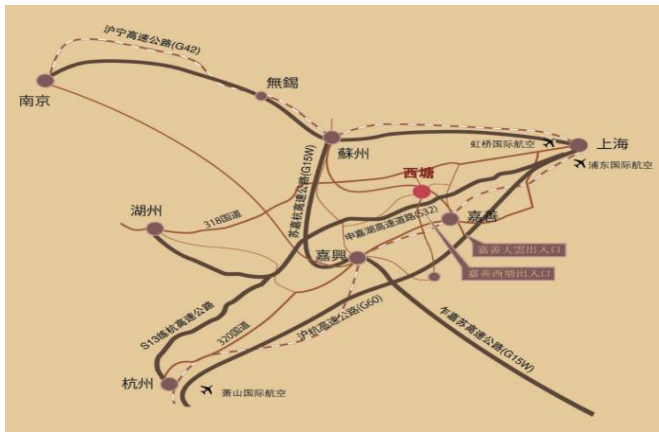 沪宁高速公路(G42)
無錫
南京
蘇州
虹桥国际航空
上海
浦东国际航空
西塘
苏嘉杭高速公路(G15W)
湖州
318国道
申嘉湖高速道路(S32)
嘉善
嘉興
嘉善大雲出入口
嘉善西塘出入口
S13练杭高速公路
320国道
沪杭高速公路(G60)
乍嘉苏高速公路(G15W)
杭州
萧山国际航空